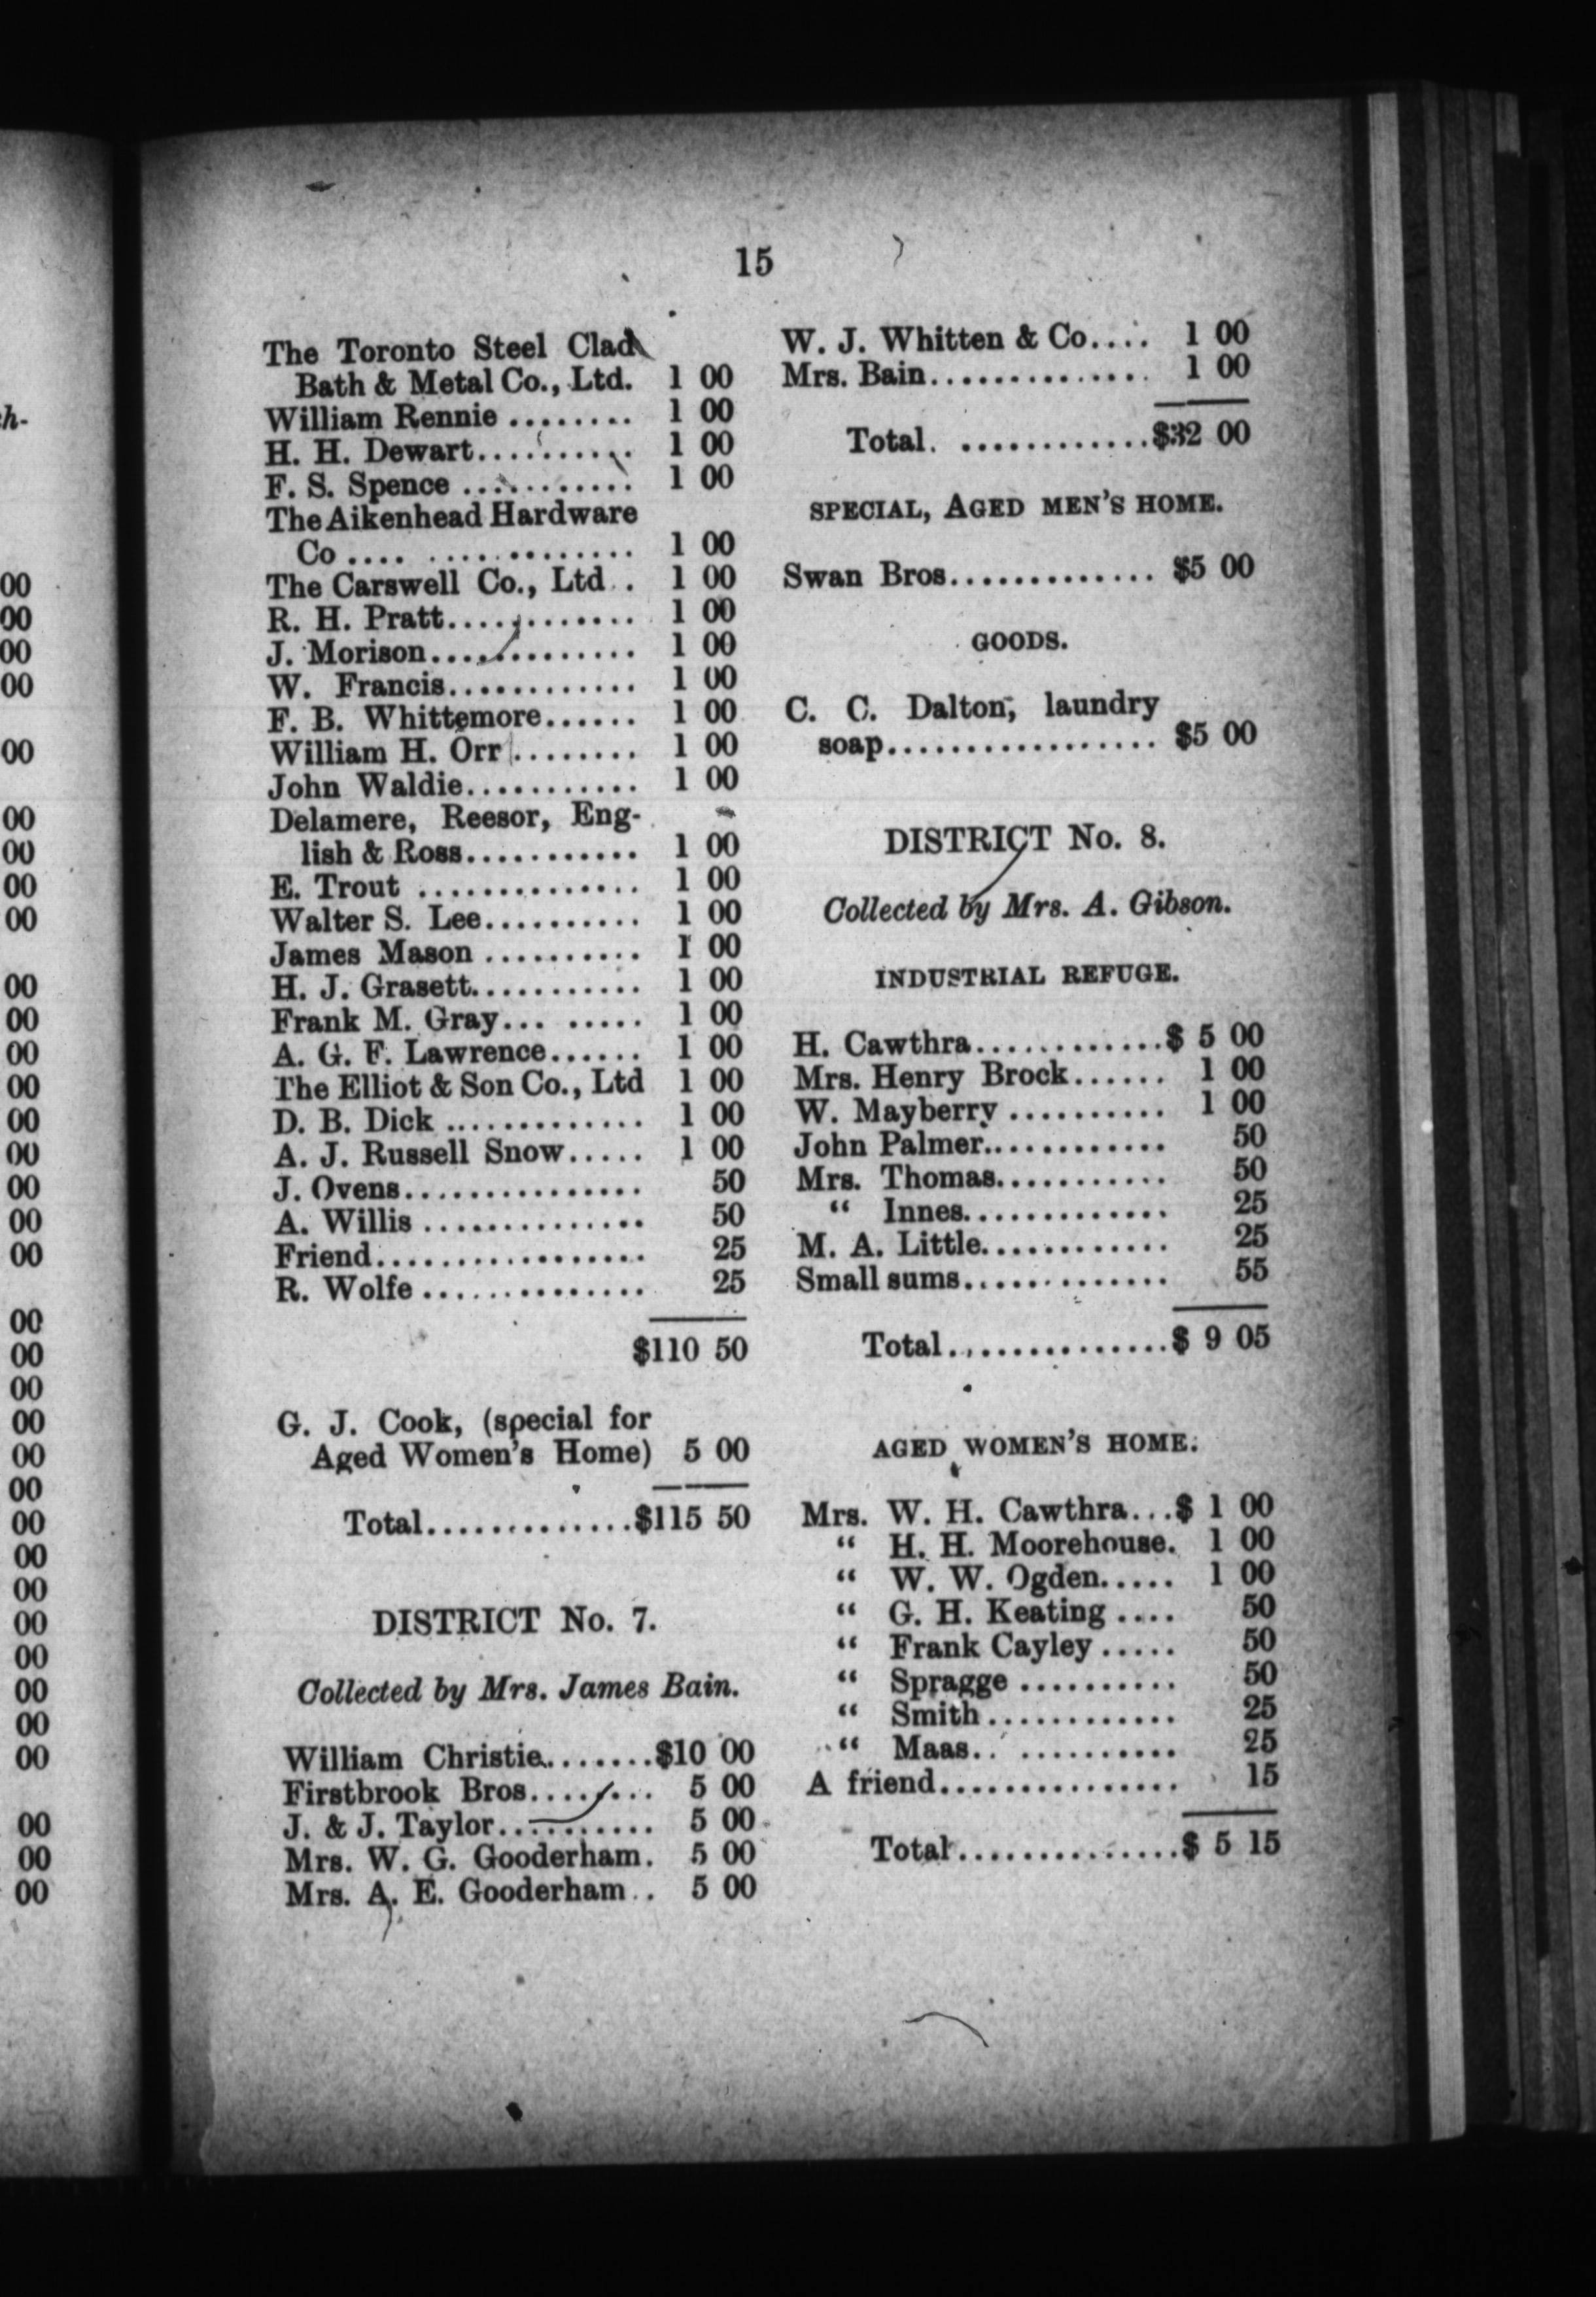 15
The Toronto Steel Clad
Bath & Metal Co., Ltd. 1 00
William Rennie ........ 1 00
H. H. Dewart.......... 1 00
F. S. Spence ........... 1 00
The Aikenhead Hardware
Co .... ............. 1 00
The Carswell Co., Ltd .. 1 00
R. H. Pratt............ 1 00
J. Morison............. 1 00
W. Francis............ 1 00
F. B. Whittemore...... 1 00
William H. Orr ........ 1 00
John Waldie........... 1 00
Delamere, Reesor, Eng-
lish & Ross........... 1 00
E. Trout .............. 1 00
Walter S. Lee.......... 1 00
James Mason .......... 1 00
H. J. Grasett........... 1 00
Frank M. Gray... ..... 1 00
A. G. F. Lawrence...... 1 00
The Elliot & Son Co., Ltd 1 00
D. B. Dick ............. 1 00
A. J. Russell Snow..... 1 00
J. Ovens............... 50
A. Willis .............. 50
Friend................. 25
R. Wolfe .............. 25
$110 50
G. J. Cook, (special for
Aged Women's Home) 5 00
Total.............$115 50
DISTRICT No. 7.
Collected by Mrs. James Bain.
William Christie.......$10 00
Firstbrook Bros........ 5 00
J. & J. Taylor.......... 5 00
Mrs. W. G. Gooderham. 5 00
Mrs. A. E. Gooderham.. 5 00
W. J. Whitten & Co.... 1 00
Mrs. Bain.............. 1 00
Total. ............$32 00
SPECIAL, AGED MEN'S HOME.
Swan Bros............. $5 00
GOODS.
C. C. Dalton, laundry
soap................. $5 00
DISTRICT No. 8.
Collected by Mrs. A. Gibson.
INDUSTRIAL REFUGE.
H. Cawthra............$ 5 00
Mrs. Henry Brock...... 1 00
W. Mayberry .......... 1 00
John Palmer............ 50
Mrs. Thomas........... 50
“ Innes............. 25
M. A. Little............ 25
Small sums............. 55
Total..............$ 9 05
AGED WOMEN'S HOME.
Mrs. W. H. Cawthra...$ 1 00
“ H. H. Moorehouse. 1 00
“ W. W. Ogden..... 1 00
“ G. H. Keating .... 50
“ Frank Cayley ..... 50
“ Spragge .......... 50
“ Smith............ 25
“ Maas.. .......... 25
A friend............... 15
Total..............$ 5 15